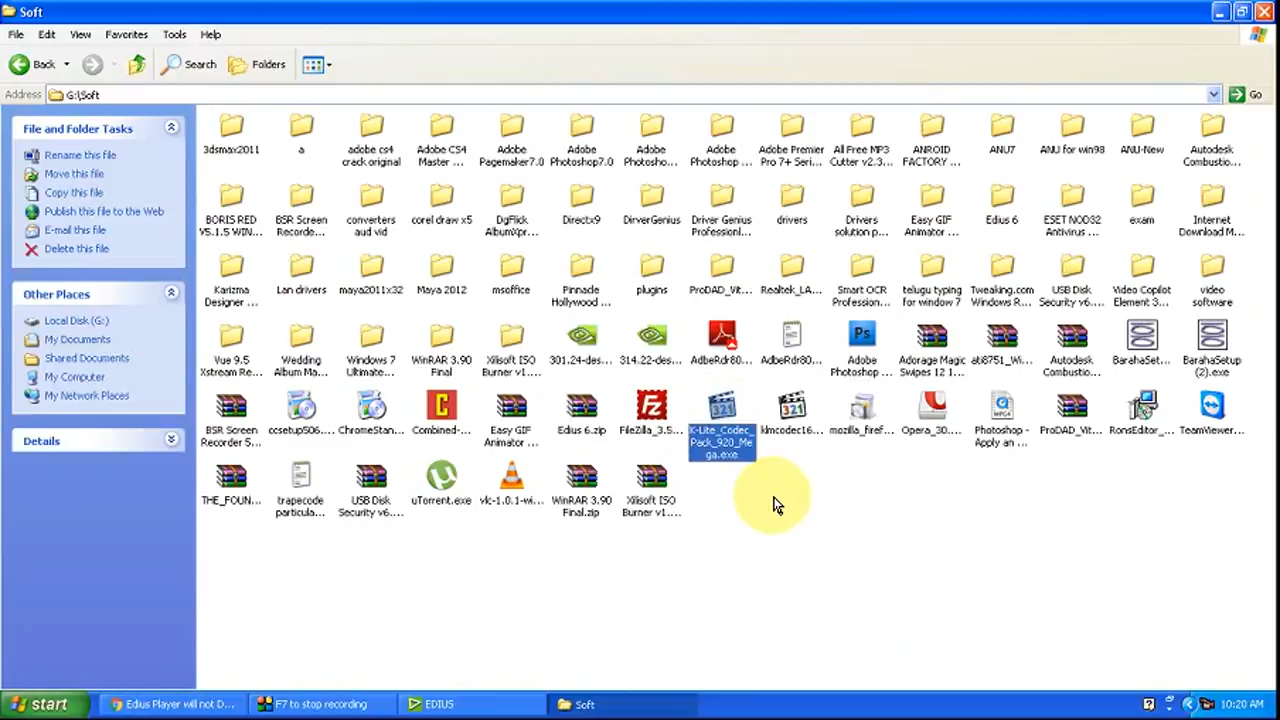 Soft
File Edit View Favorites Tools Help
Back Search Folders
Address G:\Soft Go
File and Folder Tasks
Rename this file
Move this file
Copy this file
Publish this file to the Web
E-mail this file
Delete this file
Other Places
Local Disk (G:)
My Documents
Shared Documents
My Computer
My Network Places
Details
3dsmax2011
a
adobe cs4
crack original
Adobe CS4
Master ...
Adobe
Pagemaker7.0
Adobe
Photoshop7.0
Adobe
Photosho...
Adobe
Photoshop ...
Adobe Premier
Pro 7+ Seri...
All Free MP3
Cutter v2.3...
ANROID
FACTORY ...
ANU7
ANU for win98
ANU-New
Autodesk
Combustio...
BORIS RED
V5.1.5 WIN...
BSR Screen
Recorde...
converters
aud vid
corel draw x5
DgFlick
AlbumXpr...
Directx9
DirverGenius
Driver Genius
Professionl...
drivers
Drivers
solution p...
Easy GIF
Animator ...
Edius 6
ESET NOD32
Antivirus ...
exam
Internet
Download M...
Karizma
Designer ...
Lan drivers
maya2011x32
Maya 2012
msoffice
Pinnacle
Hollywood ...
plugins
ProDAD_Vit...
Realtek_LA...
Smart OCR
Profession...
telugu typing
for window 7
Tweaking.com
Windows R...
USB Disk
Security v6....
Video Copilot
Element 3...
video
software
Vue 9.5
Xstream Re...
Wedding
Album Ma...
Windows 7
Ultimate...
WinRAR 3.90
Final
Xilisoft ISO
Burner v1....
301.24-des...
314.22-des...
AdbeRdr80...
AdbeRdr80...
Adobe
Photoshop ...
Adorage Magic
Swipes 12 1...
ati8751_Wi...
Autodesk
Combustio...
BarahaSet...
BarahaSetup
(2).exe
BSR Screen
Recorder 5...
ccsetup506...
ChromeStan...
Combined-...
Easy GIF
Animator ...
Edius 6.zip
FileZilla_3.5...
K-Lite_Codec_
Pack_920_Me
ga.exe
klmcodec16...
mozilla_firef...
Opera_30....
Photoshop -
Apply an ...
ProDAD_Vit...
RonsEditor_...
TeamViewer...
THE_FOUN...
trapecode
particula...
USB Disk
Security v6....
uTorrent.exe
vlc-1.0.1-wi...
WinRAR 3.90
Final.zip
Xilisoft ISO
Burner v1....
start Edius Player will not D... F7 to stop recording EDIUS Soft 10:20 AM